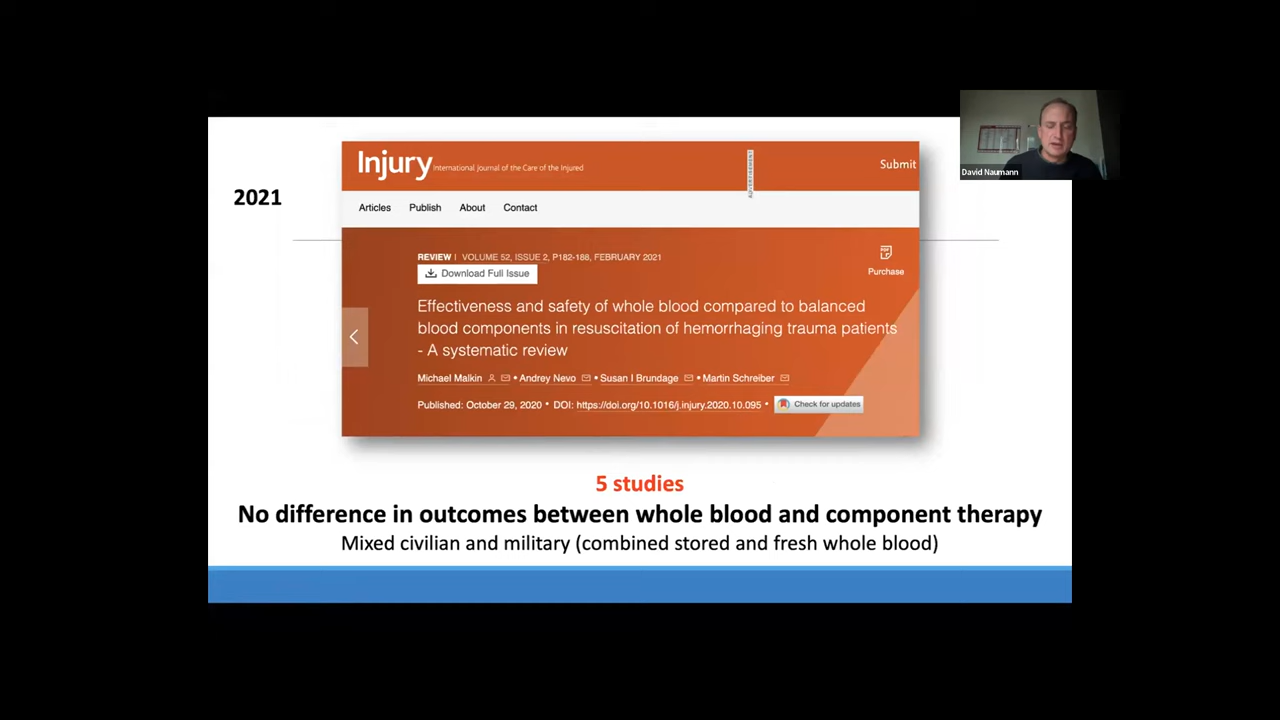 David Naumann
2021
Injury International Journal of the Care of the Injured
ADVERTISEMENT
Submit
Articles Publish About Contact
REVIEW | VOLUME 52, ISSUE 2, P182-188, FEBRUARY 2021
Download Full Issue
PDF
Purchase
Effectiveness and safety of whole blood compared to balanced
blood components in resuscitation of hemorrhaging trauma patients
- A systematic review
Michael Malkin • Andrey Nevo • Susan I Brundage • Martin Schreiber
Published: October 29, 2020 • DOI: https://doi.org/10.1016/j.injury.2020.10.095 •
Check for updates
5 studies
No difference in outcomes between whole blood and component therapy
Mixed civilian and military (combined stored and fresh whole blood)